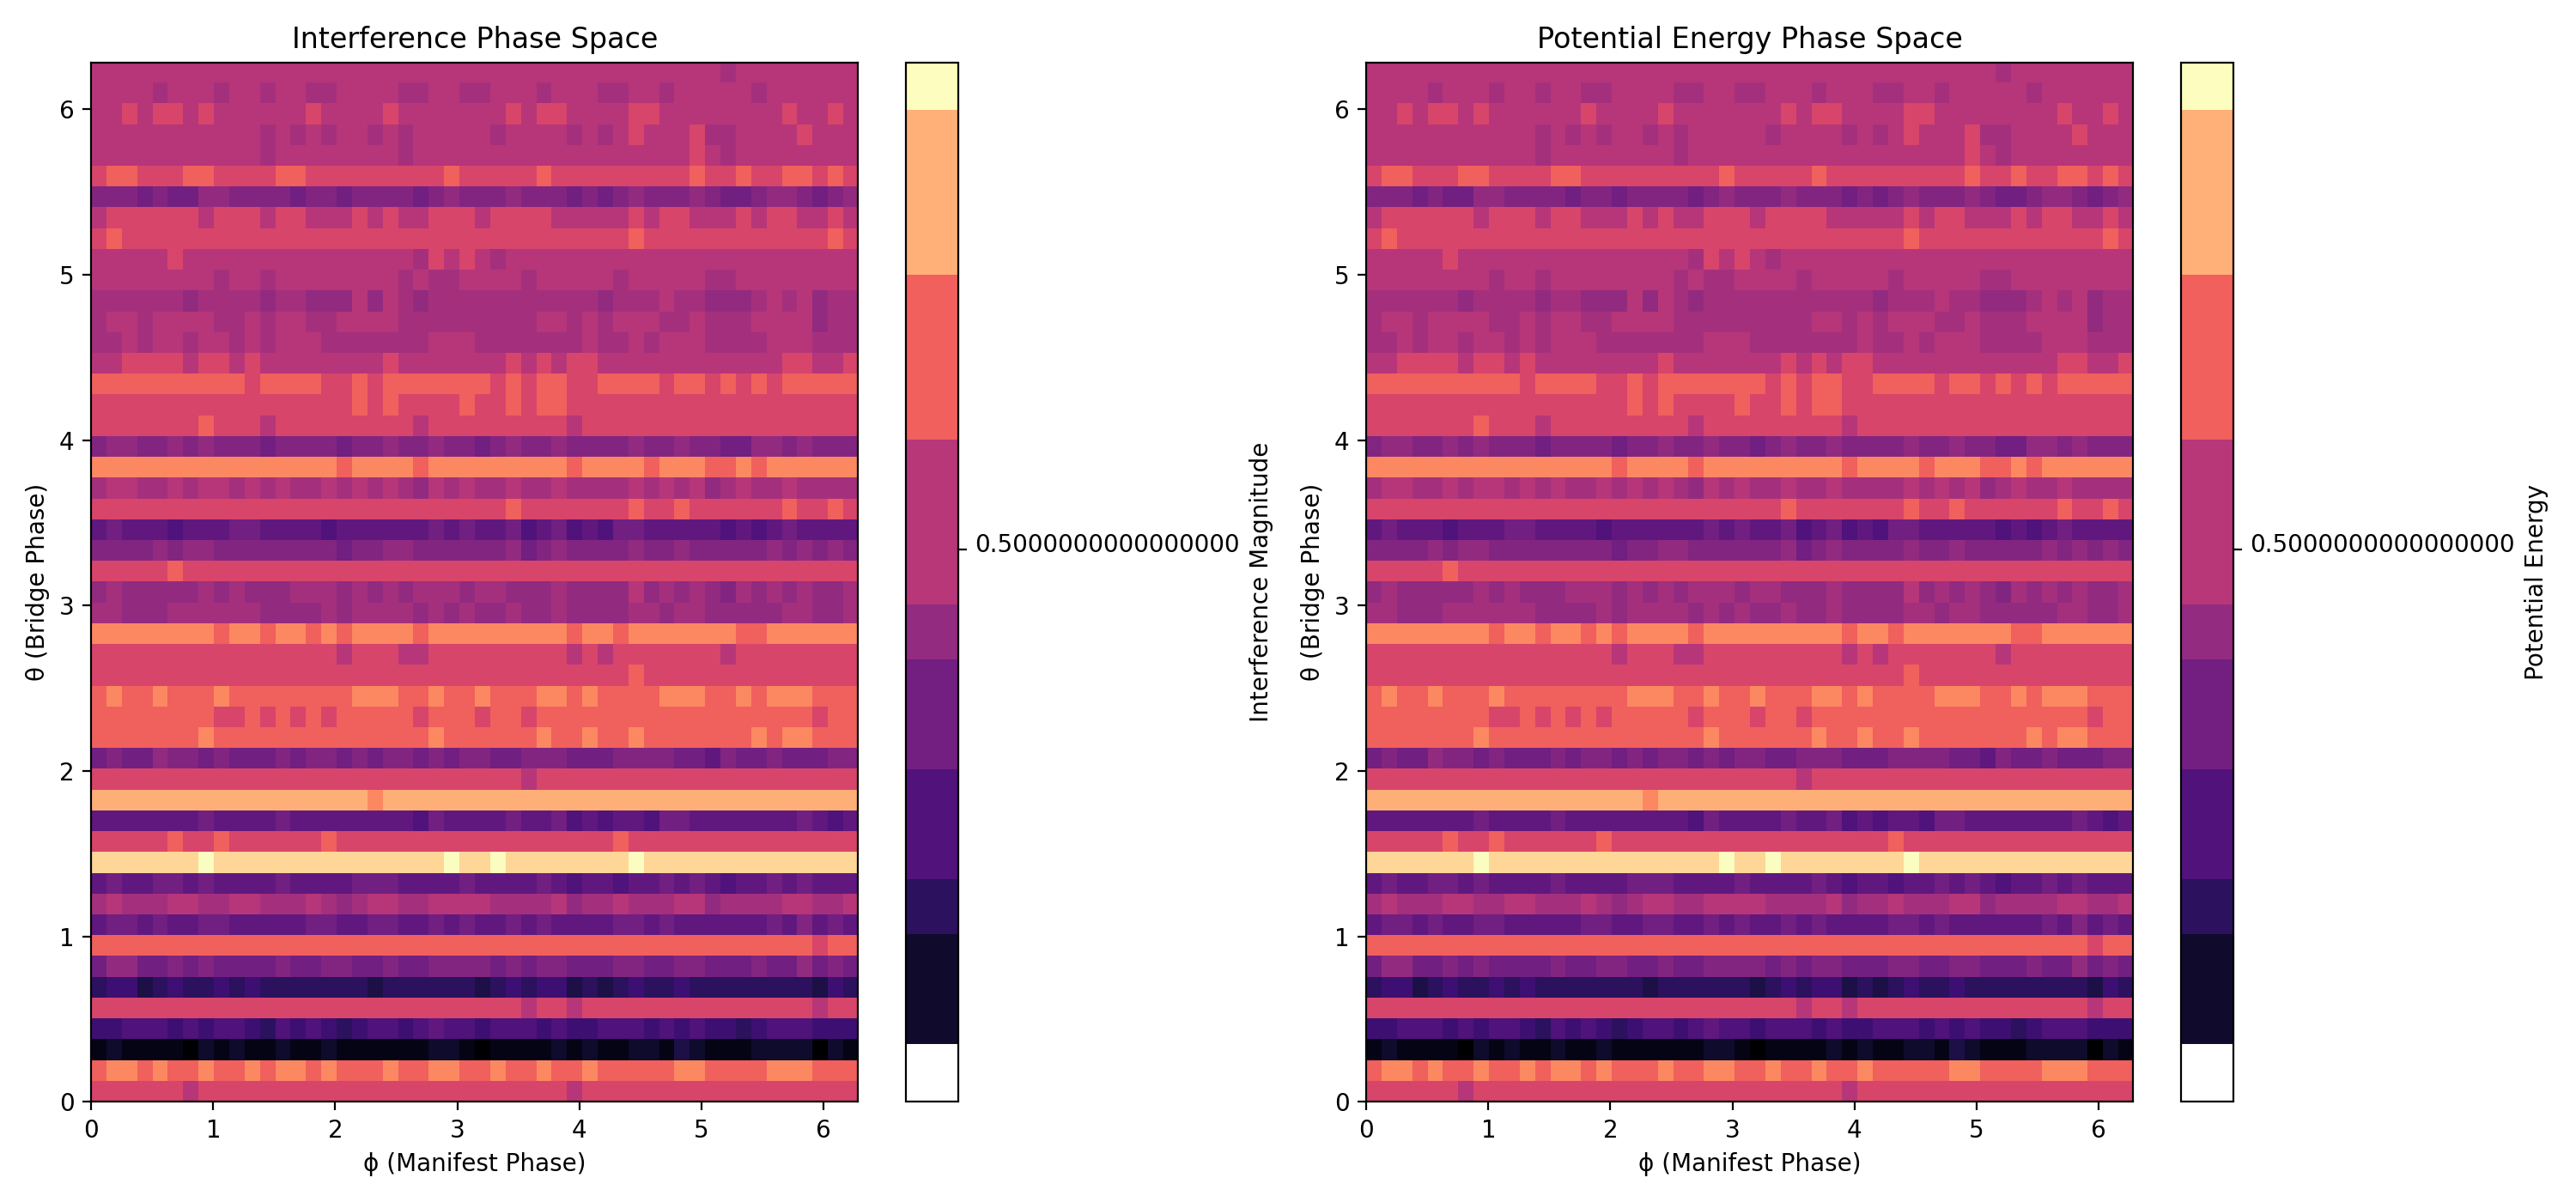 Interference Phase Space
θ (Bridge Phase)
6
5
4
3
2
1
0
0 1 2 3 4 5 6
ϕ (Manifest Phase)
0.5000000000000000
Interference Magnitude
Potential Energy Phase Space
θ (Bridge Phase)
6
5
4
3
2
1
0
0 1 2 3 4 5 6
ϕ (Manifest Phase)
0.5000000000000000
Potential Energy